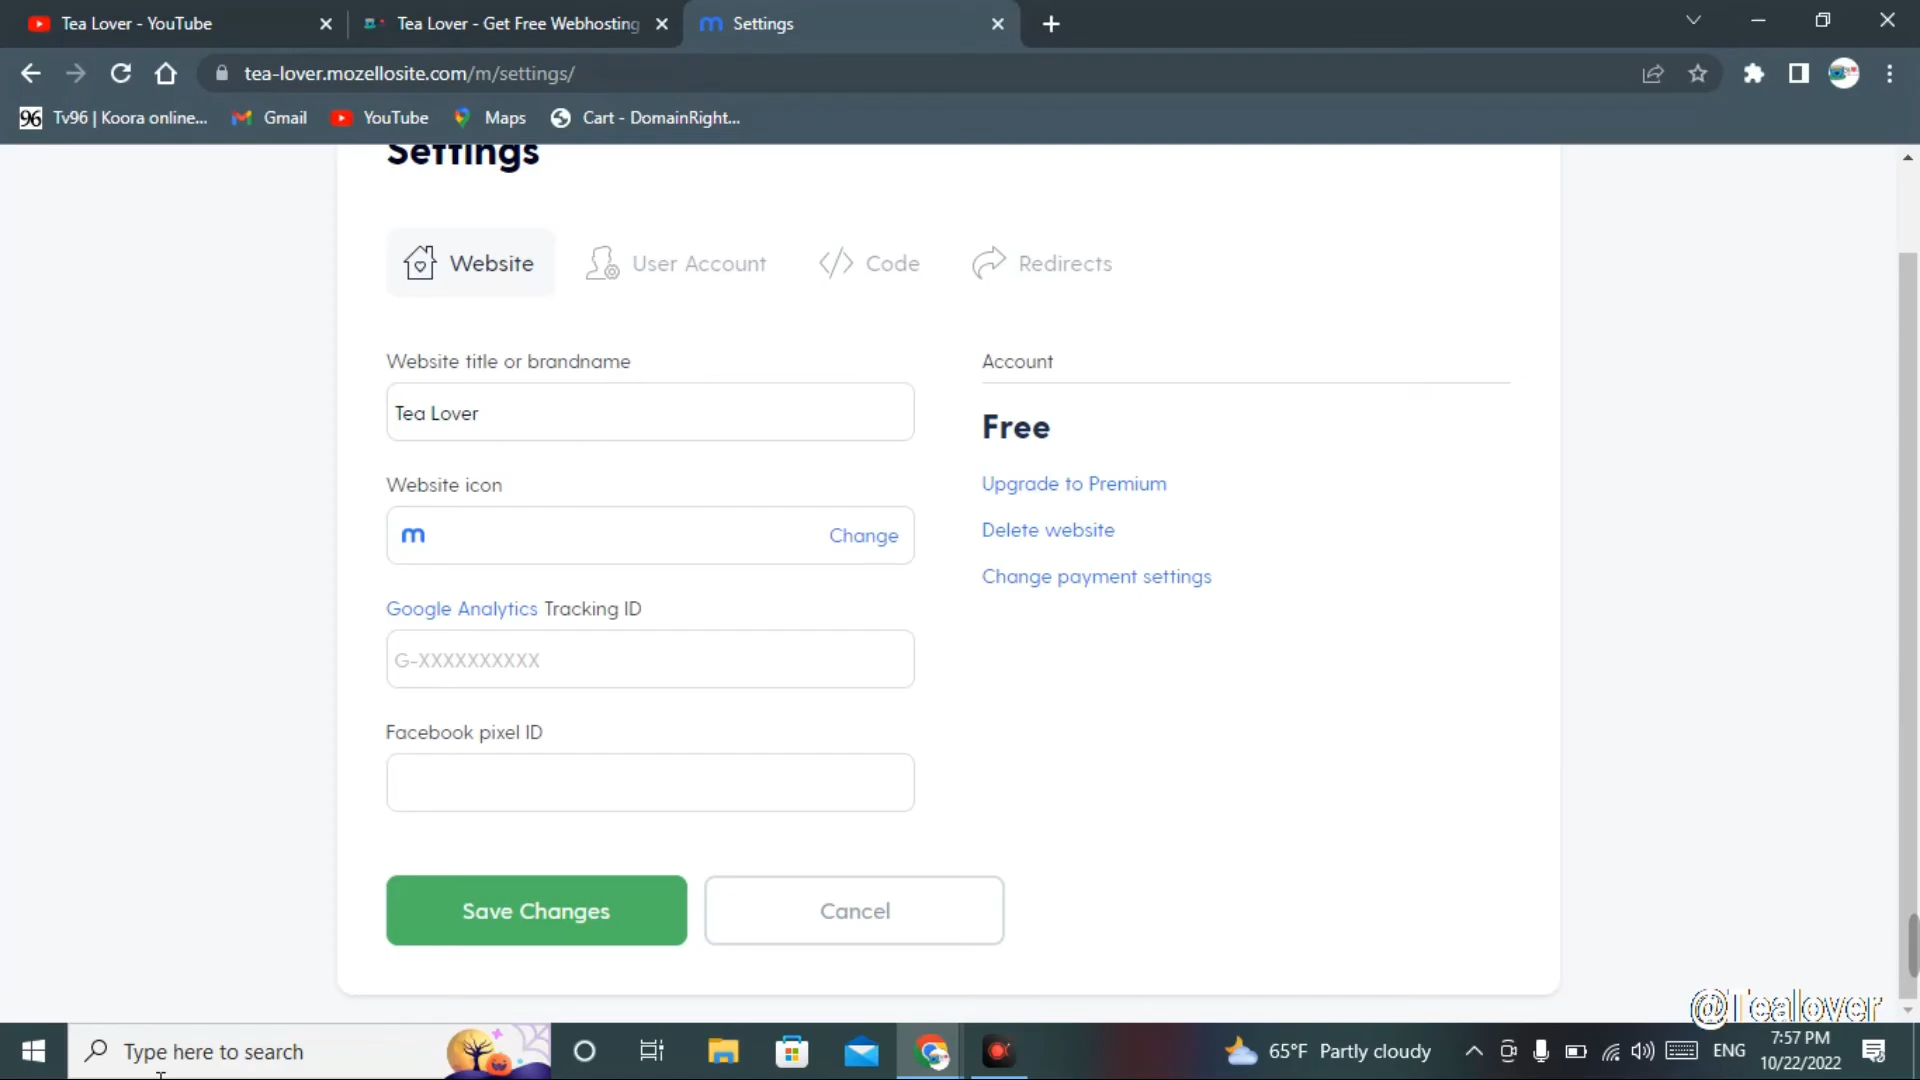 Tea Lover - YouTube
Tea Lover - Get Free Webhosting
Settings
tea-lover.mozellosite.com/m/settings/
96 Tv96 | Koora online...
Gmail
YouTube
Maps
Cart - DomainRight...
Settings
Website
User Account
Code
Redirects
Website title or brandname
Tea Lover
Website icon
m
Change
Google Analytics Tracking ID
G-XXXXXXXXXX
Facebook pixel ID
Save Changes
Cancel
Account
Free
Upgrade to Premium
Delete website
Change payment settings
@Tealover
Type here to search
65°F Partly cloudy
ENG
7:57 PM
10/22/2022